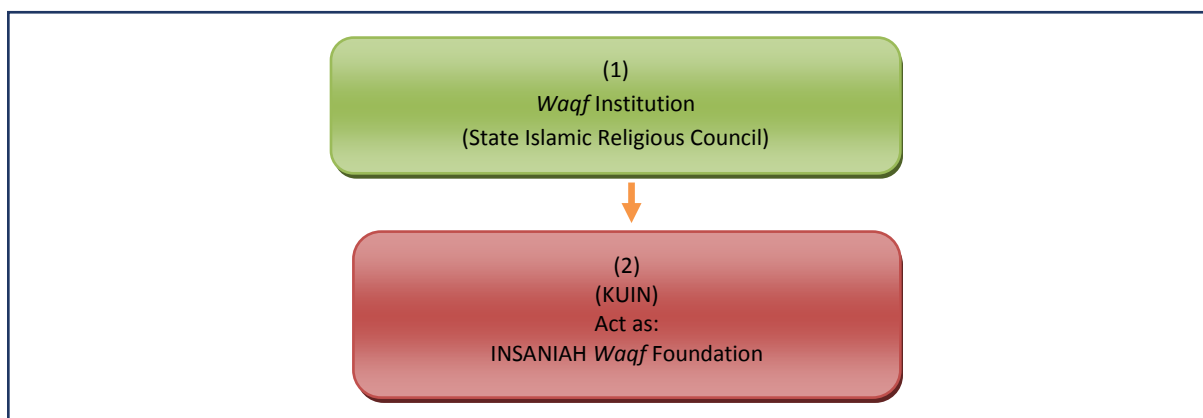 (1)
Waqf Institution
(State Islamic Religious Council)
(2)
(KUIN)
Act as:
INSANIAH Waqf Foundation